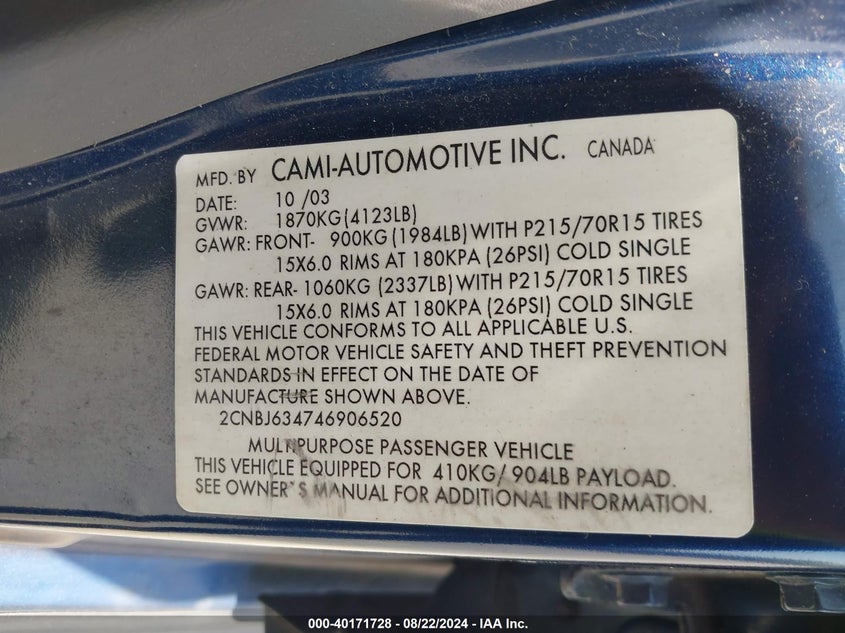 MFD. BY CAMI-AUTOMOTIVE INC. CANADA
DATE: 10 /03
GVWR: 1870KG(4123LB)
GAWR: FRONT- 900KG(1984LB)WITH P215/70R15 TIRES
15X6.0 RIMS AT 180KPA (26PSI) COLD SINGLE
GAWR: REAR- 1060KG (2337LB)WITH P215/70R15 TIRES
15X6.0 RIMS AT 180KPA (26PSI) COLD SINGLE
THIS VEHICLE CONFORMS TO ALL APPLICABLE U.S.
FEDERAL MOTOR VEHICLE SAFETY AND THEFT PREVENTION
STANDARDS IN EFFECT ON THE DATE OF
MANUFACTURE SHOWN ABOVE.
2CNBJ634746906520
MULTIPURPOSE PASSENGER VEHICLE
THIS VEHICLE EQUIPPED FOR 410KG/ 904LB PAYLOAD.
SEE OWNER'S MANUAL FOR ADDITIONAL INFORMATION.
000-40171728 - 08/22/2024 - IAA Inc.